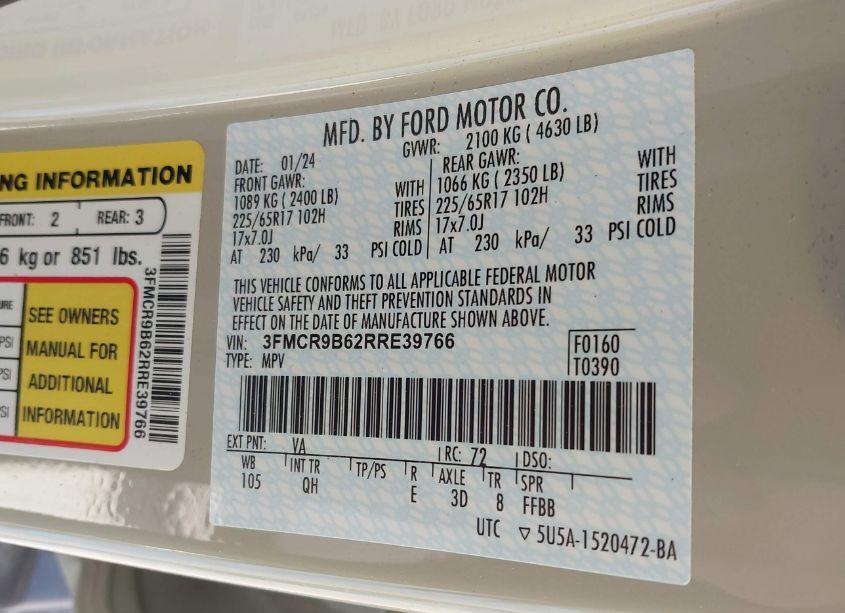 NG INFORMATION
FRONT: 2 REAR: 3
6 kg or 851 lbs.
SEE OWNERS
MANUAL FOR
ADDITIONAL
INFORMATION
URE
PSI
PSI
PSI
3FMCR9B62RRE39766
MFD. BY FORD MOTOR CO.
DATE: 01/24 GVWR: 2100 KG ( 4630 LB)
FRONT GAWR: REAR GAWR:
1089 KG ( 2400 LB) WITH 1066 KG ( 2350 LB) WITH
225/65R17 102H TIRES 225/65R17 102H TIRES
17x7.0J RIMS 17x7.0J RIMS
AT 230 kPa/ 33 PSI COLD AT 230 kPa/ 33 PSI COLD
THIS VEHICLE CONFORMS TO ALL APPLICABLE FEDERAL MOTOR
VEHICLE SAFETY AND THEFT PREVENTION STANDARDS IN
EFFECT ON THE DATE OF MANUFACTURE SHOWN ABOVE.
VIN: 3FMCR9B62RRE39766
TYPE: MPV
F0160
T0390
EXT PNT: VA RC: 72 DSO:
WB INT TR TP/PS R AXLE TR SPR
105 QH E 3D 8 FFBB
UTC ▽ 5U5A-1520472-BA